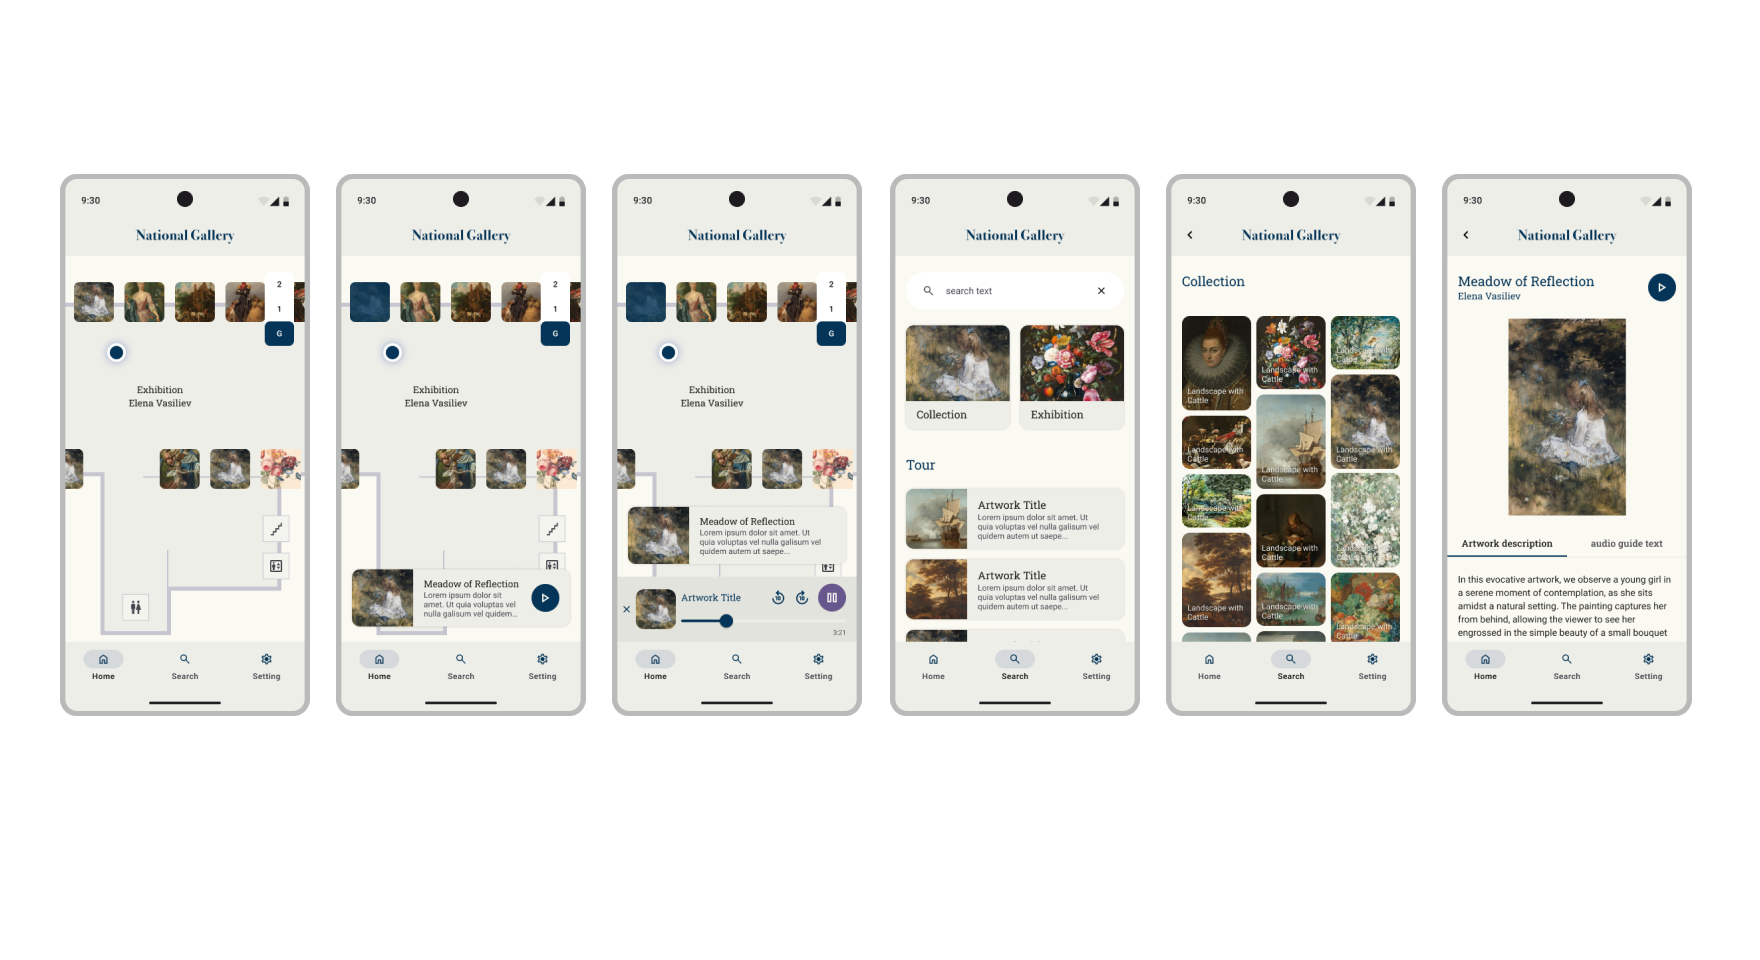 9:30
National Gallery
2
1
G
Exhibition
Elena Vasiliev
Home
Search
Setting
9:30
National Gallery
2
1
G
Exhibition
Elena Vasiliev
Meadow of Reflection
Lorem ipsum dolor sit
amet. Ut quia voluptas vel
nulla galisum vel quidem...
Home
Search
Setting
9:30
National Gallery
2
1
G
Exhibition
Elena Vasiliev
Meadow of Reflection
Lorem ipsum dolor sit amet. Ut
quia voluptas vel nulla galisum vel
quidem autem ut saepe...
Artwork Title
10
10
3:21
Home
Search
Setting
9:30
National Gallery
search text
Collection
Exhibition
Tour
Artwork Title
Lorem ipsum dolor sit amet. Ut
quia voluptas vel nulla galisum vel
quidem autem ut saepe...
Artwork Title
Lorem ipsum dolor sit amet. Ut
quia voluptas vel nulla galisum vel
quidem autem ut saepe...
Home
Search
Setting
9:30
National Gallery
Collection
Landscape with
Cattle
Landscape with
Cattle
Landscape with
Cattle
Landscape with
Cattle
Landscape with
Cattle
Landscape with
Cattle
Landscape with
Cattle
Landscape with
Cattle
Landscape with
Cattle
Landscape with
Cattle
Landscape with
Cattle
Landscape with
Cattle
Landscape with
Cattle
Home
Search
Setting
9:30
National Gallery
Meadow of Reflection
Elena Vasiliev
Artwork description
audio guide text
In this evocative artwork, we observe a young girl in
a serene moment of contemplation, as she sits
amidst a natural setting. The painting captures her
from behind, allowing the viewer to see her
engrossed in the simple beauty of a small bouquet
Home
Search
Setting